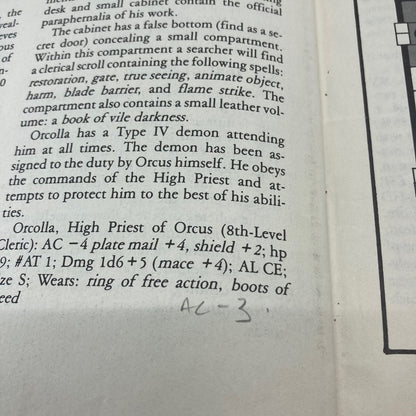 desk and small cabinet contain the official
the paraphernalia of his work.
The cabinet has a false bottom (find as a se-
cret door) concealing a small compartment.
Within this compartment a searcher will find
of a clerical scroll containing the following spells:
restoration, gate, true seeing, animate object,
harm, blade barrier, and flame strike. The
compartment also contains a small leather vol-
ume: a book of vile darkness.
Orcolla has a Type IV demon attending
him at all times. The demon has been as-
signed to the duty by Orcus himself. He obeys
the commands of the High Priest and at-
tempts to protect him to the best of his abili-
ties.
Orcolla, High Priest of Orcus (8th-Level
Cleric): AC −4 plate mail +4, shield +2; hp
9; #AT 1; Dmg 1d6+5 (mace +4); AL CE;
ze S; Wears: ring of free action, boots of
eed
AC -3.